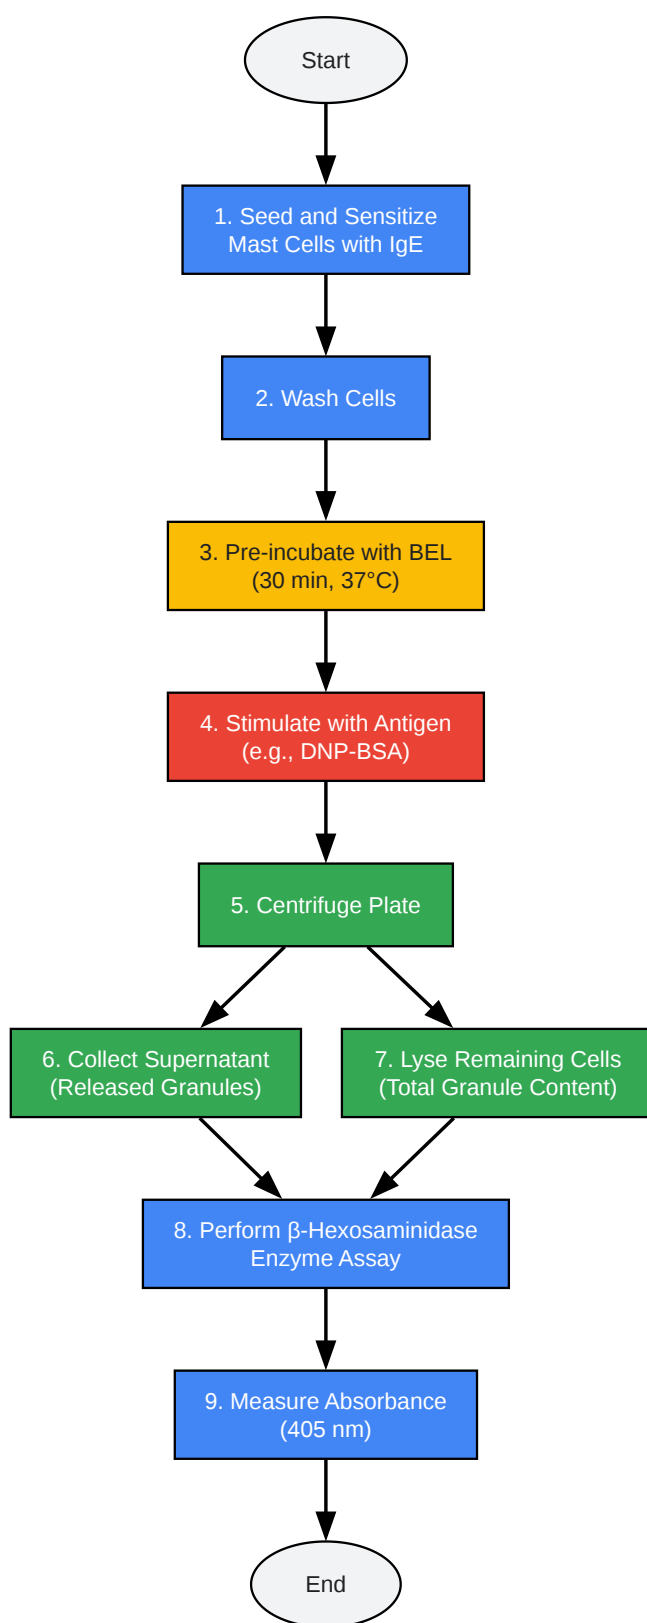 Start
1. Seed and Sensitize
Mast Cells with IgE
2. Wash Cells
3. Pre-incubate with BEL
(30 min, 37°C)
4. Stimulate with Antigen
(e.g., DNP-BSA)
5. Centrifuge Plate
6. Collect Supernatant
(Released Granules)
7. Lyse Remaining Cells
(Total Granule Content)
8. Perform β-Hexosaminidase
Enzyme Assay
9. Measure Absorbance
(405 nm)
End